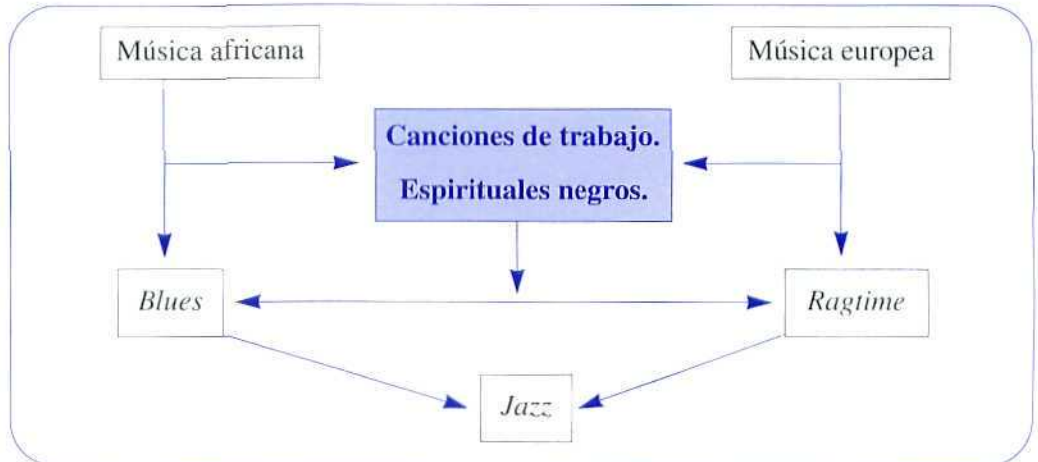 Música africana
Música europea
Canciones de trabajo.
Espirituales negros.
Blues
Ragtime
Jazz